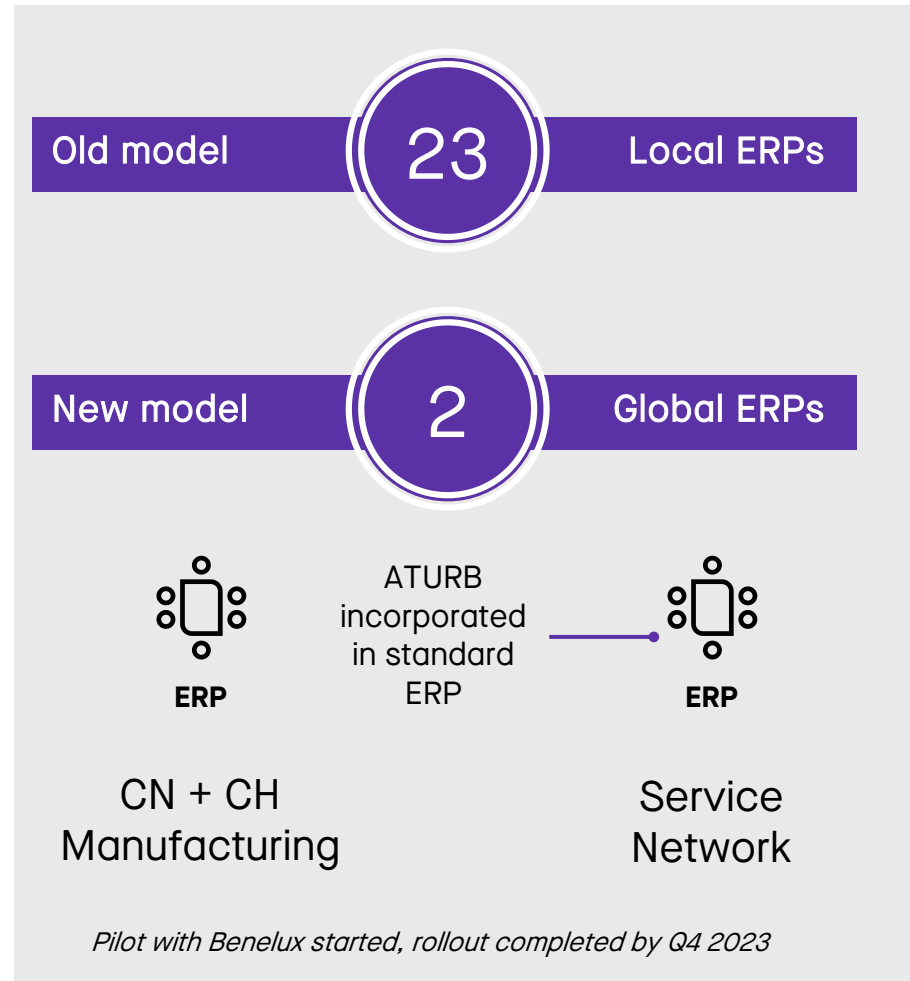 Old model 23 Local ERPs
New model 2 Global ERPs
ATURB
incorporated
in standard
ERP
ERP
ERP
CN + CH
Manufacturing
Service
Network
Pilot with Benelux started, rollout completed by Q4 2023